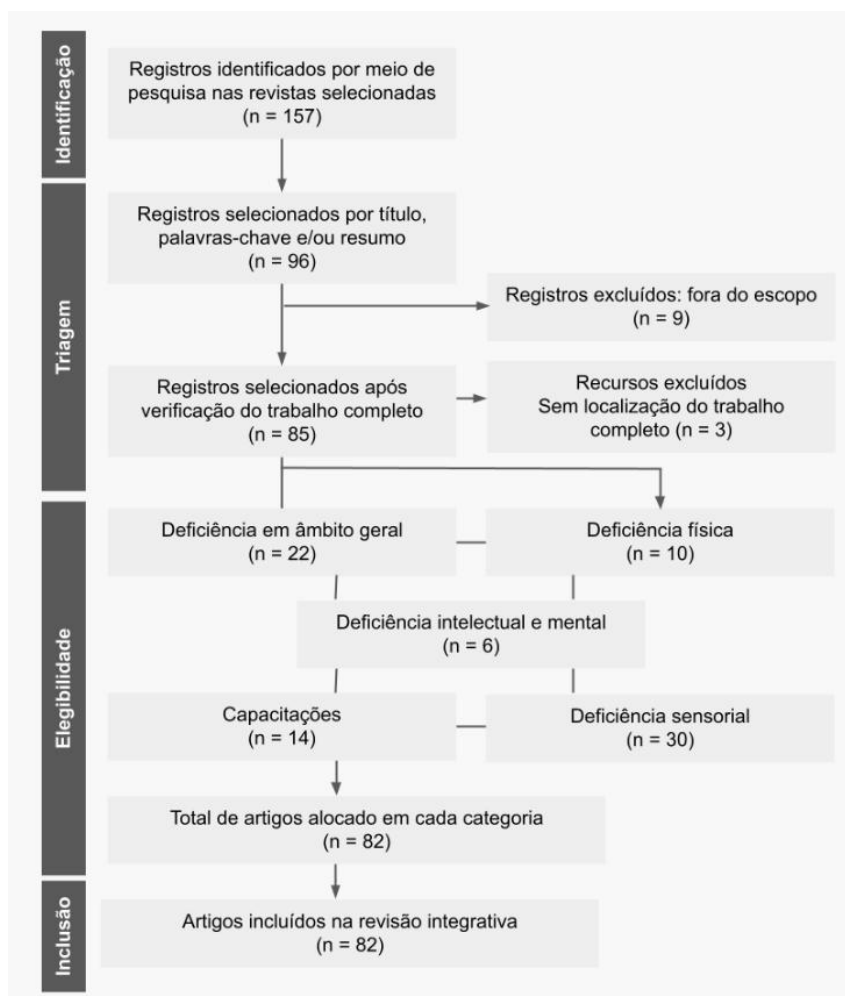 Identificação
Registros identificados por meio de
pesquisa nas revistas selecionadas
(n = 157)
Triagem
Registros selecionados por título,
palavras-chave e/ou resumo
(n = 96)
Registros excluídos: fora do escopo
(n = 9)
Registros selecionados após
verificação do trabalho completo
(n = 85)
Recursos excluídos
Sem localização do trabalho
completo (n = 3)
Elegibilidade
Deficiência em âmbito geral
(n = 22)
Deficiência física
(n = 10)
Deficiência intelectual e mental
(n = 6)
Capacitações
(n = 14)
Deficiência sensorial
(n = 30)
Total de artigos alocado em cada categoria
(n = 82)
Inclusão
Artigos incluídos na revisão integrativa
(n = 82)